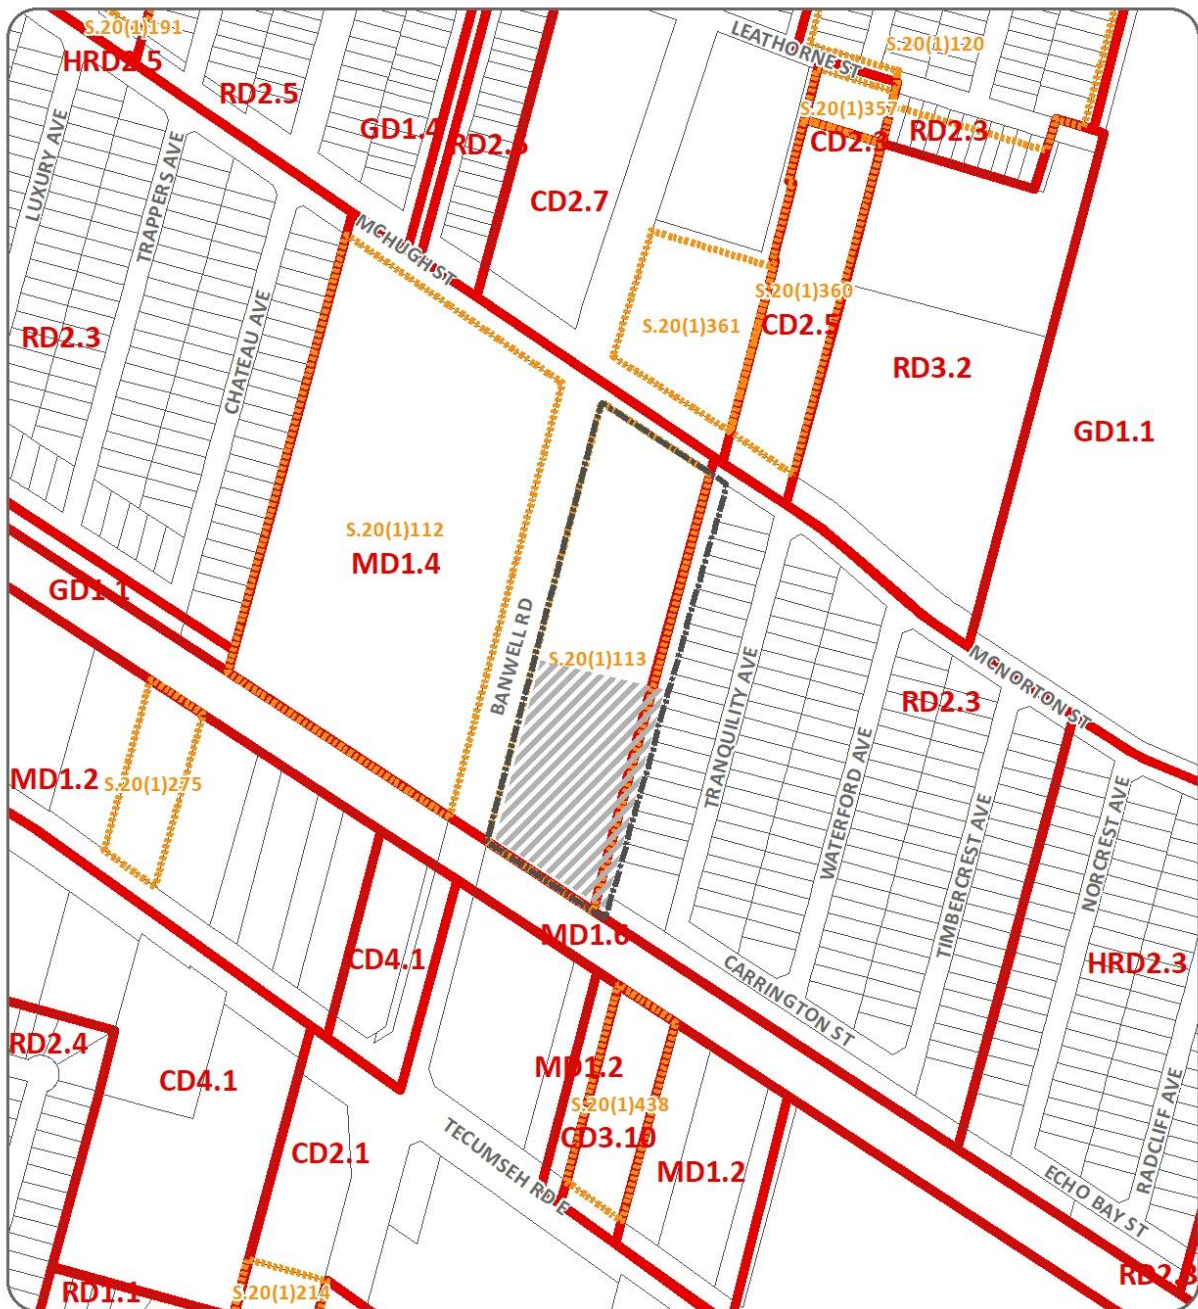 S.20(1)191
HRD2.5
RD2.5
GD1.4
RD2.3
LEATHORNE ST
S.20(1)120
S.20(1)357
CD2.3
RD2.3
LUXURY AVE
TRAPPERS AVE
CD2.7
MCHUGH ST
CHATEAU AVE
RD2.3
S.20(1)360
S.20(1)361
CD2.5
RD3.2
GD1.1
S.20(1)112
MD1.4
GD1.1
BANWELL RD
S.20(1)113
TRANQUILITY AVE
WATERFORD AVE
RD2.3
MCNORTON ST
MD1.2
S.20(1)275
TIMBERCREST AVE
NORCREST AVE
MD1.6
CD4.1
CARRINGTON ST
HRD2.3
RD2.4
CD4.1
MD1.2
S.20(1)438
CD3.10
CD2.1
TECUMSEH RD E
MD1.2
RADCLIFF AVE
ECHO BAY ST
RD1.1
S.20(1)214